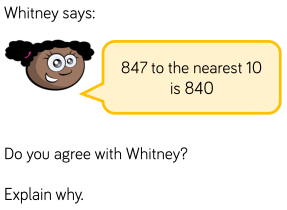 Whitney says:
847 to the nearest 10
is 840
Do you agree with Whitney?
Explain why.